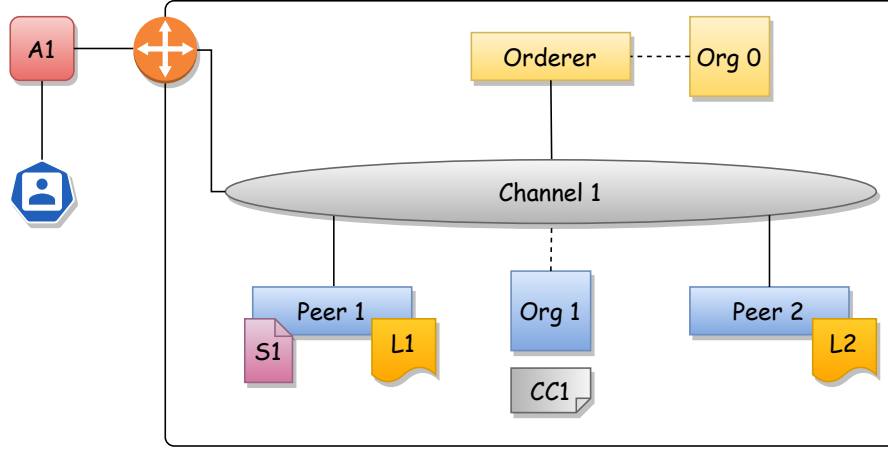 A1
Orderer
Org 0
Channel 1
Peer 1
Org 1
Peer 2
S1
L1
L2
CC1